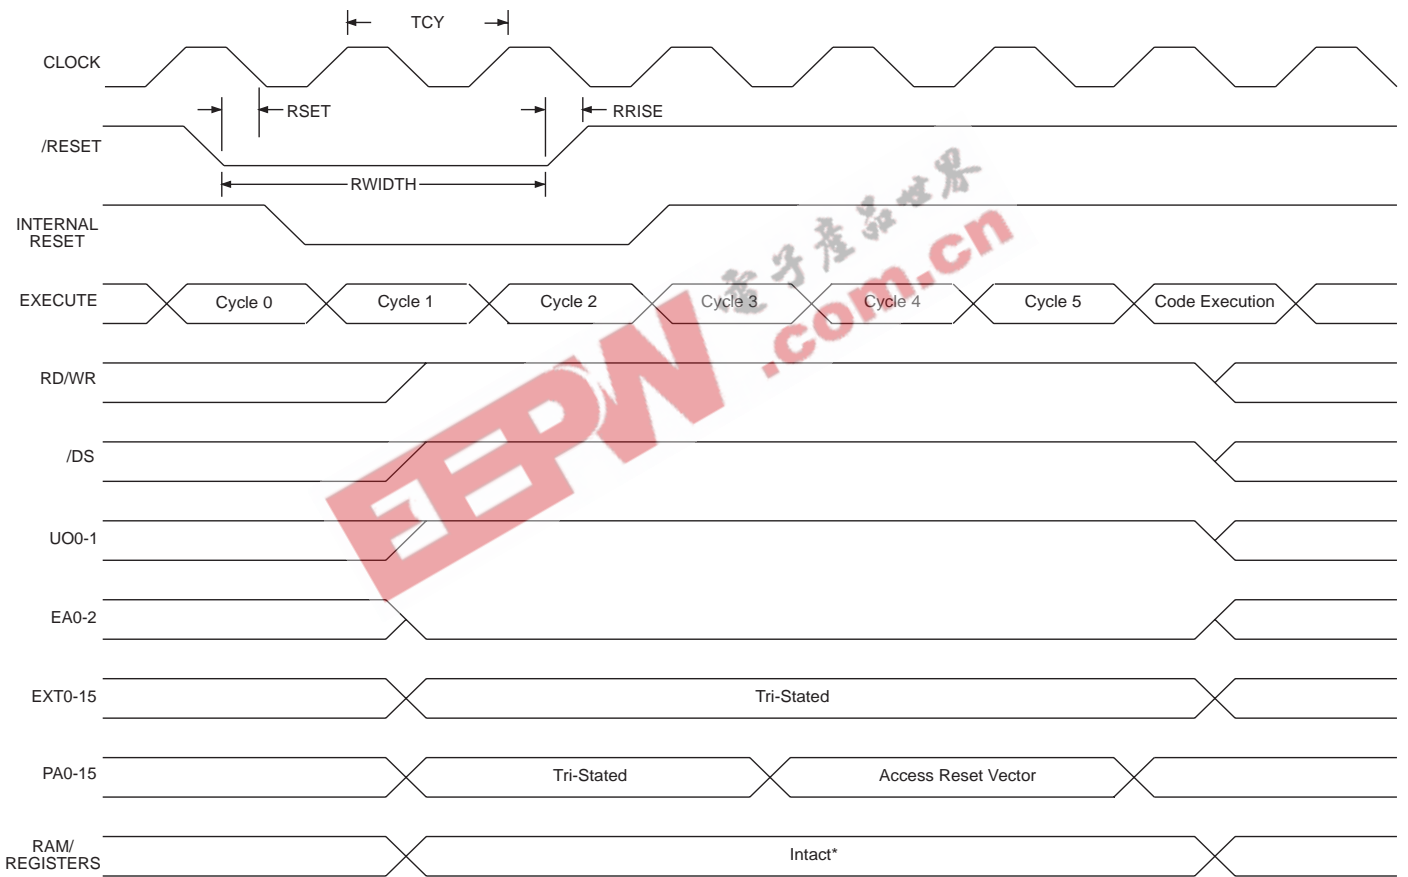 TCY
CLOCK
RSET
RRISE
/RESET
RWIDTH
INTERNAL
RESET
EXECUTE
Cycle 0
Cycle 1
Cycle 2
Cycle 3
Cycle 4
Cycle 5
Code Execution
RD/WR
/DS
UO0-1
EA0-2
EXT0-15
Tri-Stated
PA0-15
Tri-Stated
Access Reset Vector
RAM/
REGISTERS
Intact*
EEPW
.com.cn
電子產品世界